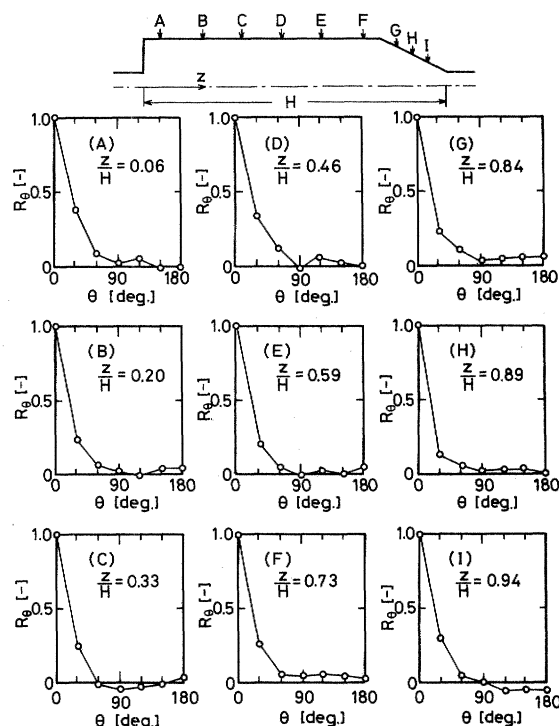 A B C D E F G H I
z
H
1.0 (A) z/H = 0.06
0.5
Rθ [-]
0
0 90 180
θ [deg.]
1.0 (D) z/H = 0.46
0.5
Rθ [-]
0
0 90 180
θ [deg.]
1.0 (G) z/H = 0.84
0.5
Rθ [-]
0
0 90 180
θ [deg.]
1.0 (B) z/H = 0.20
0.5
Rθ [-]
0
0 90 180
θ [deg.]
1.0 (E) z/H = 0.59
0.5
Rθ [-]
0
0 90 180
θ [deg.]
1.0 (H) z/H = 0.89
0.5
Rθ [-]
0
0 90 180
θ [deg.]
1.0 (C) z/H = 0.33
0.5
Rθ [-]
0
0 90 180
θ [deg.]
1.0 (F) z/H = 0.73
0.5
Rθ [-]
0
0 90 180
θ [deg.]
1.0 (I) z/H = 0.94
0.5
Rθ [-]
0
0 90 180
θ [deg.]